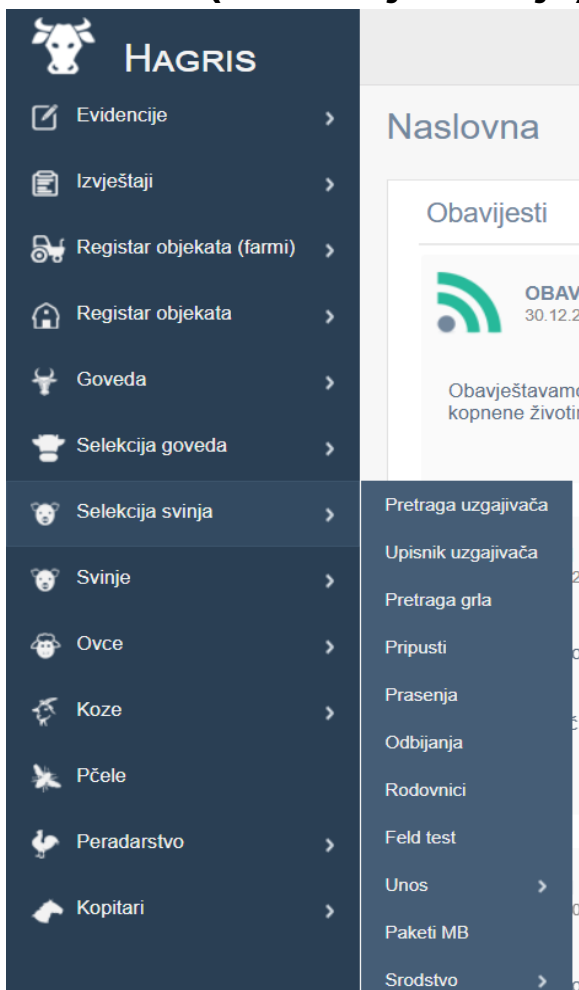 HAGRIS
Evidencije
Izvještaji
Registar objekata (farmi)
Registar objekata
Goveda
Selekcija goveda
Selekcija svinja
Svinje
Ovce
Koze
Pčele
Peradarstvo
Kopitari
Pretraga uzgajivača
Upisnik uzgajivača
Pretraga grla
Pripusti
Prasenja
Odbijanja
Rodovnici
Feld test
Unos
Paketi MB
Srodstvo
Naslovna
Obavijesti
OBAV
30.12.2
Obavještavamo
kopnene